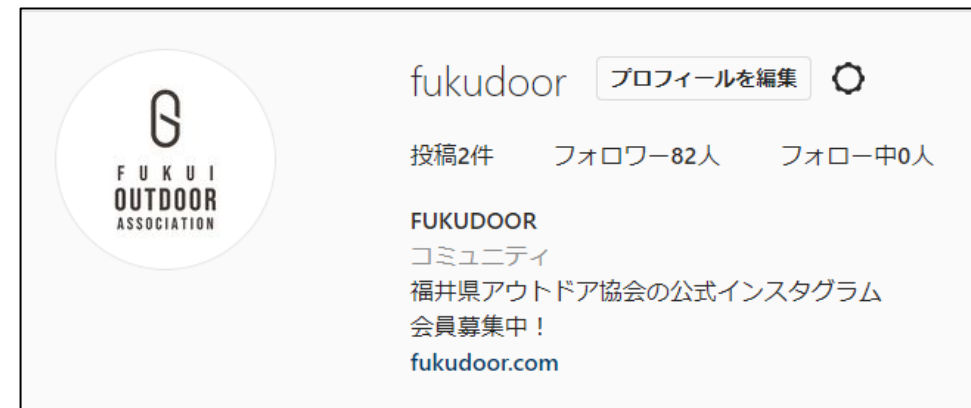 FUKUI
OUTDOOR
ASSOCIATION
fukudoor プロフィールを編集
投稿2件 フォロワー82人 フォロー中0人
FUKUDOOR
コミュニティ
福井県アウトドア協会の公式インスタグラム
会員募集中！
fukudoor.com